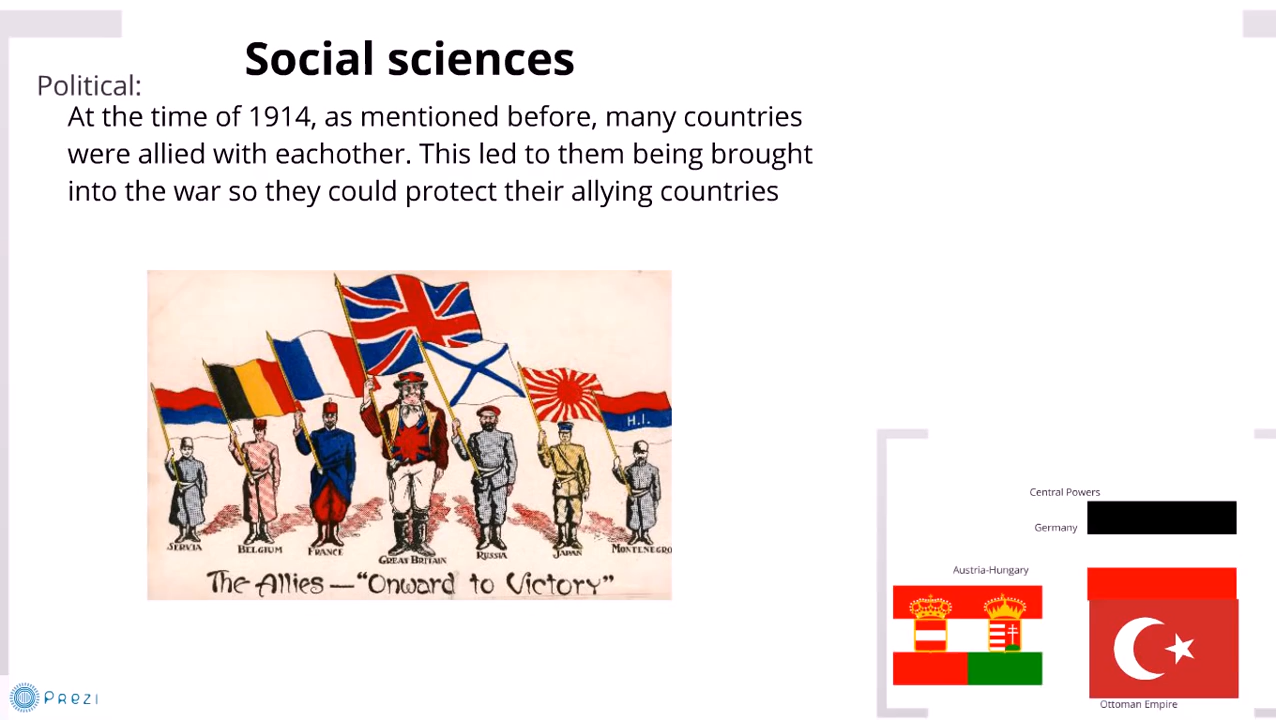 Social sciences
Political:
At the time of 1914, as mentioned before, many countries
were allied with eachother. This led to them being brought
into the war so they could protect their allying countries
H.I.
SERVIA BELGIUM FRANCE GREAT BRITAIN RUSSIA JAPAN MONTENEGRO
The Allies — "Onward to Victory"
Central Powers
Germany
Austria-Hungary
Ottoman Empire
Prezi